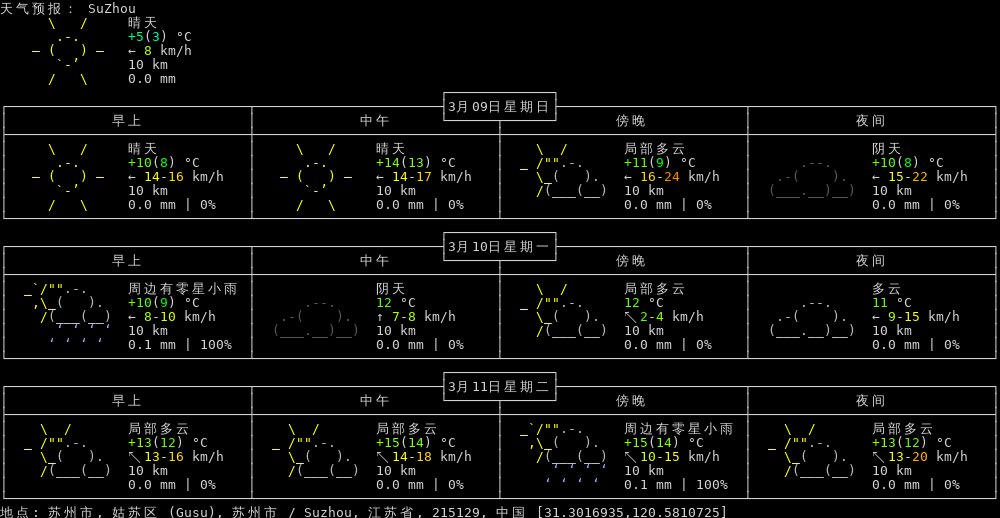 天气预报: SuZhou
晴天
+5(3) °C
← 8 km/h
10 km
0.0 mm
3月09日星期日
早上 中午 傍晚 夜间
晴天 晴天 局部多云 阴天
+10(8) °C +14(13) °C +11(9) °C +10(8) °C
← 14-16 km/h ← 14-17 km/h ← 16-24 km/h ← 15-22 km/h
10 km 10 km 10 km 10 km
0.0 mm | 0% 0.0 mm | 0% 0.0 mm | 0% 0.0 mm | 0%
3月10日星期一
早上 中午 傍晚 夜间
周边有零星小雨 阴天 局部多云 多云
+10(9) °C 12 °C 12 °C 11 °C
← 8-10 km/h ↑ 7-8 km/h ↖ 2-4 km/h ← 9-15 km/h
10 km 10 km 10 km 10 km
0.1 mm | 100% 0.0 mm | 0% 0.0 mm | 0% 0.0 mm | 0%
3月11日星期二
早上 中午 傍晚 夜间
局部多云 局部多云 周边有零星小雨 局部多云
+13(12) °C +15(14) °C +15(14) °C +13(12) °C
↖ 13-16 km/h ↖ 14-18 km/h ↖ 10-15 km/h ↖ 13-20 km/h
10 km 10 km 10 km 10 km
0.0 mm | 0% 0.0 mm | 0% 0.1 mm | 100% 0.0 mm | 0%
地点: 苏州市, 姑苏区 (Gusu), 苏州市 / Suzhou, 江苏省, 215129, 中国 [31.3016935,120.5810725]